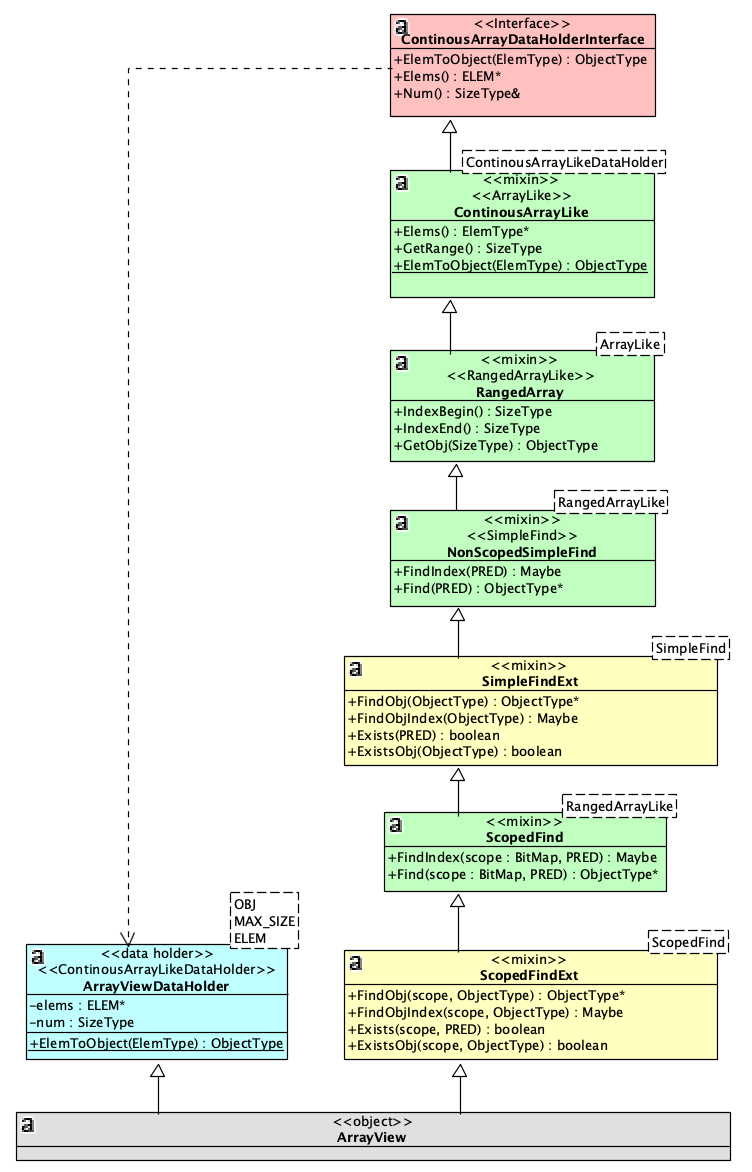 a
<<Interface>>
ContinousArrayDataHolderInterface
+ElemToObject(ElemType) : ObjectType
+Elems() : ELEM*
+Num() : SizeType&
ContinousArrayLikeDataHolder
a
<<mixin>>
<<ArrayLike>>
ContinousArrayLike
+Elems() : ElemType*
+GetRange() : SizeType
+ElemToObject(ElemType) : ObjectType
ArrayLike
a
<<mixin>>
<<RangedArrayLike>>
RangedArray
+IndexBegin() : SizeType
+IndexEnd() : SizeType
+GetObj(SizeType) : ObjectType
RangedArrayLike
a
<<mixin>>
<<SimpleFind>>
NonScopedSimpleFind
+FindIndex(PRED) : Maybe
+Find(PRED) : ObjectType*
SimpleFind
a
<<mixin>>
SimpleFindExt
+FindObj(ObjectType) : ObjectType*
+FindObjIndex(ObjectType) : Maybe
+Exists(PRED) : boolean
+ExistsObj(ObjectType) : boolean
RangedArrayLike
a
<<mixin>>
ScopedFind
+FindIndex(scope : BitMap, PRED) : Maybe
+Find(scope : BitMap, PRED) : ObjectType*
OBJ
MAX_SIZE
ELEM
a
<<data holder>>
<<ContinousArrayLikeDataHolder>>
ArrayViewDataHolder
-elems : ELEM*
-num : SizeType
+ElemToObject(ElemType) : ObjectType
ScopedFind
a
<<mixin>>
ScopedFindExt
+FindObj(scope, ObjectType) : ObjectType*
+FindObjIndex(scope, ObjectType) : Maybe
+Exists(scope, PRED) : boolean
+ExistsObj(scope, ObjectType) : boolean
a
<<object>>
ArrayView